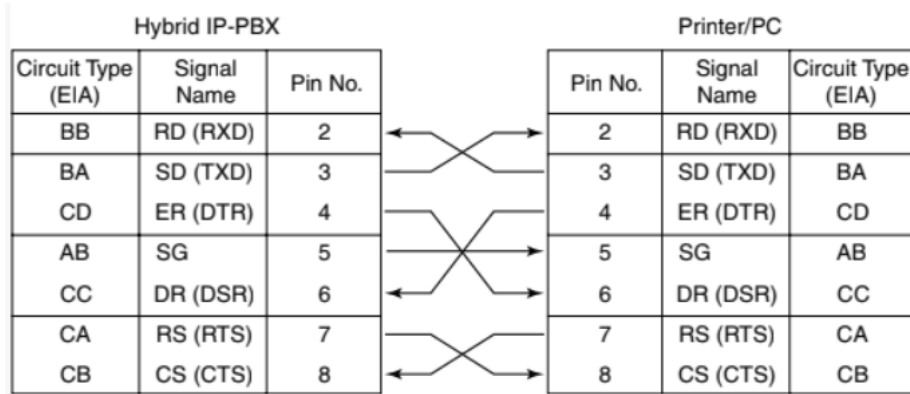 Hybrid IP-PBX Printer/PC
Circuit Type (EIA) Signal Name Pin No. Pin No. Signal Name Circuit Type (EIA)
BB RD (RXD) 2 2 RD (RXD) BB
BA SD (TXD) 3 3 SD (TXD) BA
CD ER (DTR) 4 4 ER (DTR) CD
AB SG 5 5 SG AB
CC DR (DSR) 6 6 DR (DSR) CC
CA RS (RTS) 7 7 RS (RTS) CA
CB CS (CTS) 8 8 CS (CTS) CB